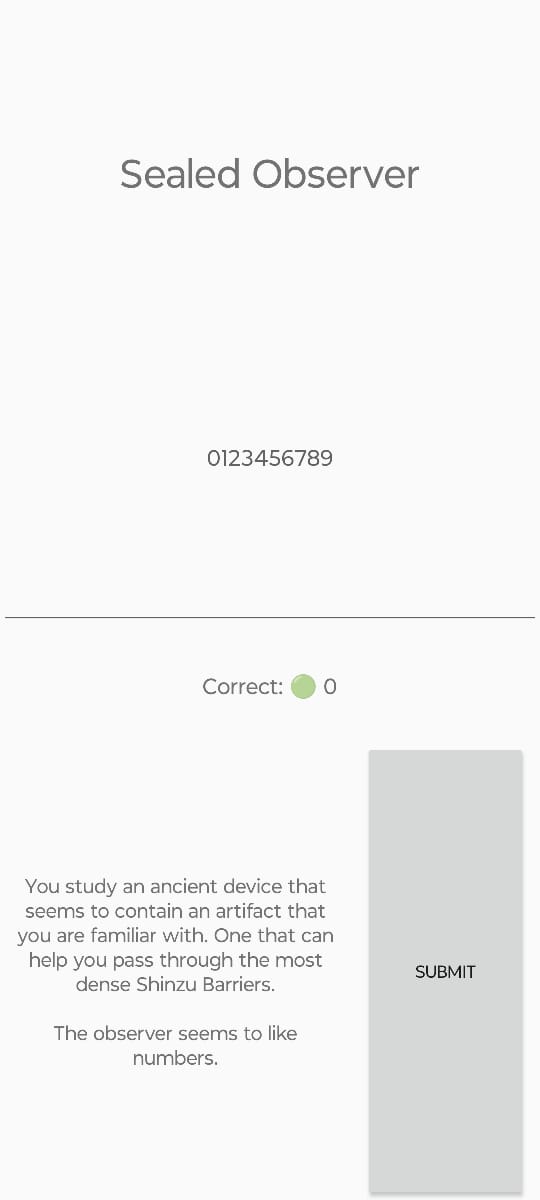 Sealed Observer
0123456789
Correct: 🟢 0
You study an ancient device that
seems to contain an artifact that
you are familiar with. One that can
help you pass through the most
dense Shinzu Barriers.
The observer seems to like
numbers.
SUBMIT